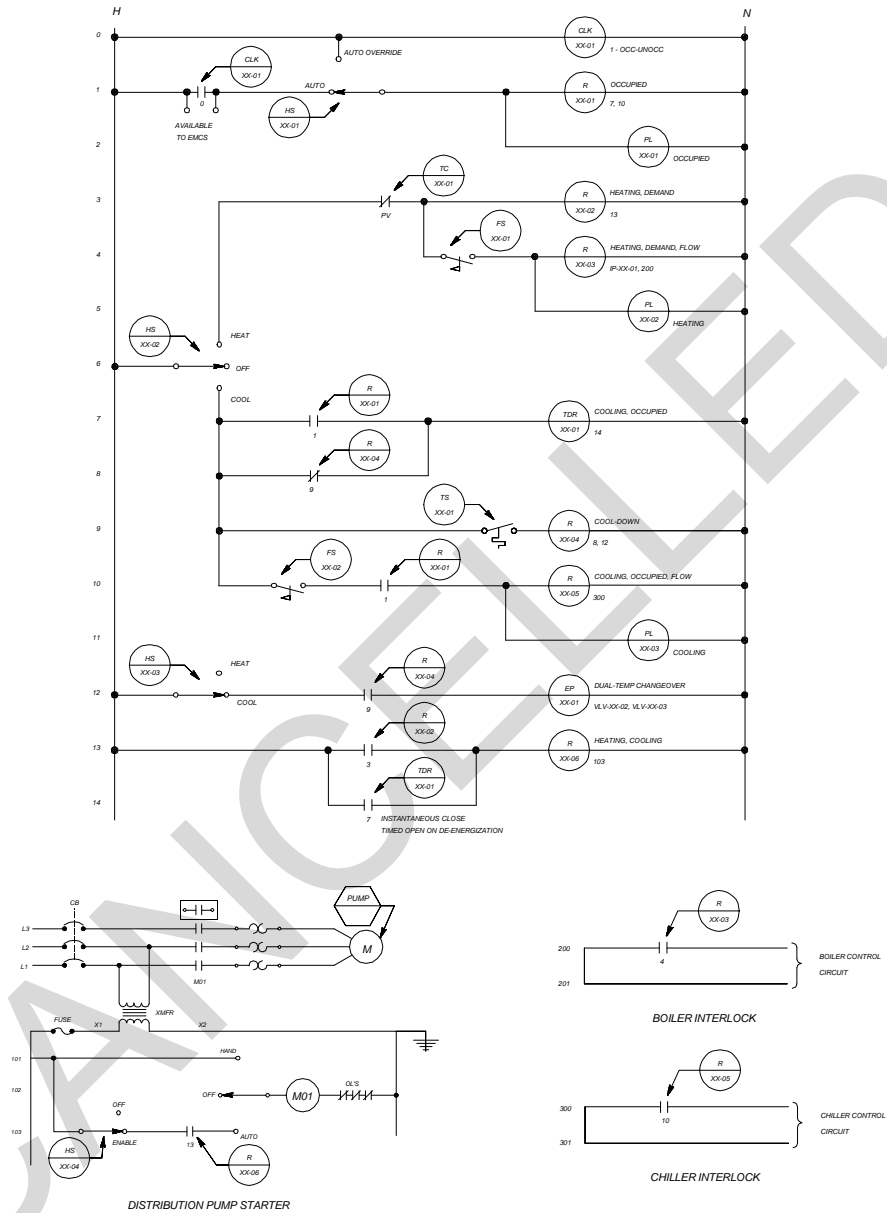 H
N
0
CLK
XX-01
1 - OCC-UNOCC
AUTO OVERRIDE
CLK
XX-01
1
0
AUTO
HS
XX-01
R
XX-01
OCCUPIED
7, 10
AVAILABLE
TO EMCS
2
PL
XX-01
OCCUPIED
TC
XX-01
3
PV
R
XX-02
HEATING, DEMAND
13
FS
XX-01
4
R
XX-03
HEATING, DEMAND, FLOW
IP-XX-01, 200
5
PL
XX-02
HEATING
HS
XX-02
HEAT
6
OFF
COOL
R
XX-01
7
1
TDR
XX-01
COOLING, OCCUPIED
14
R
XX-04
8
9
TS
XX-01
9
R
XX-04
COOL-DOWN
8, 12
FS
XX-02
R
XX-01
10
1
R
XX-05
COOLING, OCCUPIED, FLOW
300
11
PL
XX-03
COOLING
HS
XX-03
HEAT
R
XX-04
12
COOL
9
EP
XX-01
DUAL-TEMP CHANGEOVER
VLV-XX-02, VLV-XX-03
R
XX-02
13
3
R
XX-06
HEATING, COOLING
103
TDR
XX-01
14
7
INSTANTANEOUS CLOSE
TIMED OPEN ON DE-ENERGIZATION
CANCELLED
CB
PUMP
L3
L2
L1
M
M01
XMFR
FUSE
X1
X2
101
HAND
102
OFF
M01
OL'S
OFF
103
ENABLE
13
AUTO
HS
XX-04
R
XX-06
DISTRIBUTION PUMP STARTER
R
XX-03
200
4
201
BOILER CONTROL
CIRCUIT
BOILER INTERLOCK
R
XX-05
300
10
301
CHILLER CONTROL
CIRCUIT
CHILLER INTERLOCK